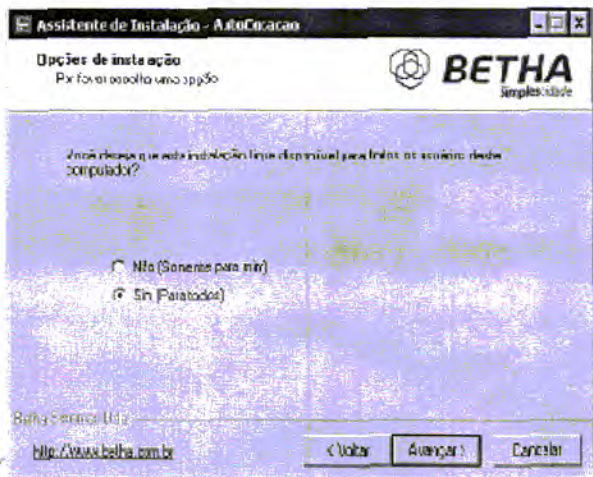 Assistente de Instalação - AutoCotacao
Opções de instalação
Por favor escolha uma opção
BETHA
Simplescidade
Você deseja que esta instalação fique disponível para todos os usuários deste
computador?
Não (Somente para mim)
Sim (Para todos)
Betha Sistemas Ltda
http://www.betha.com.br
< Voltar
Avançar >
Cancelar